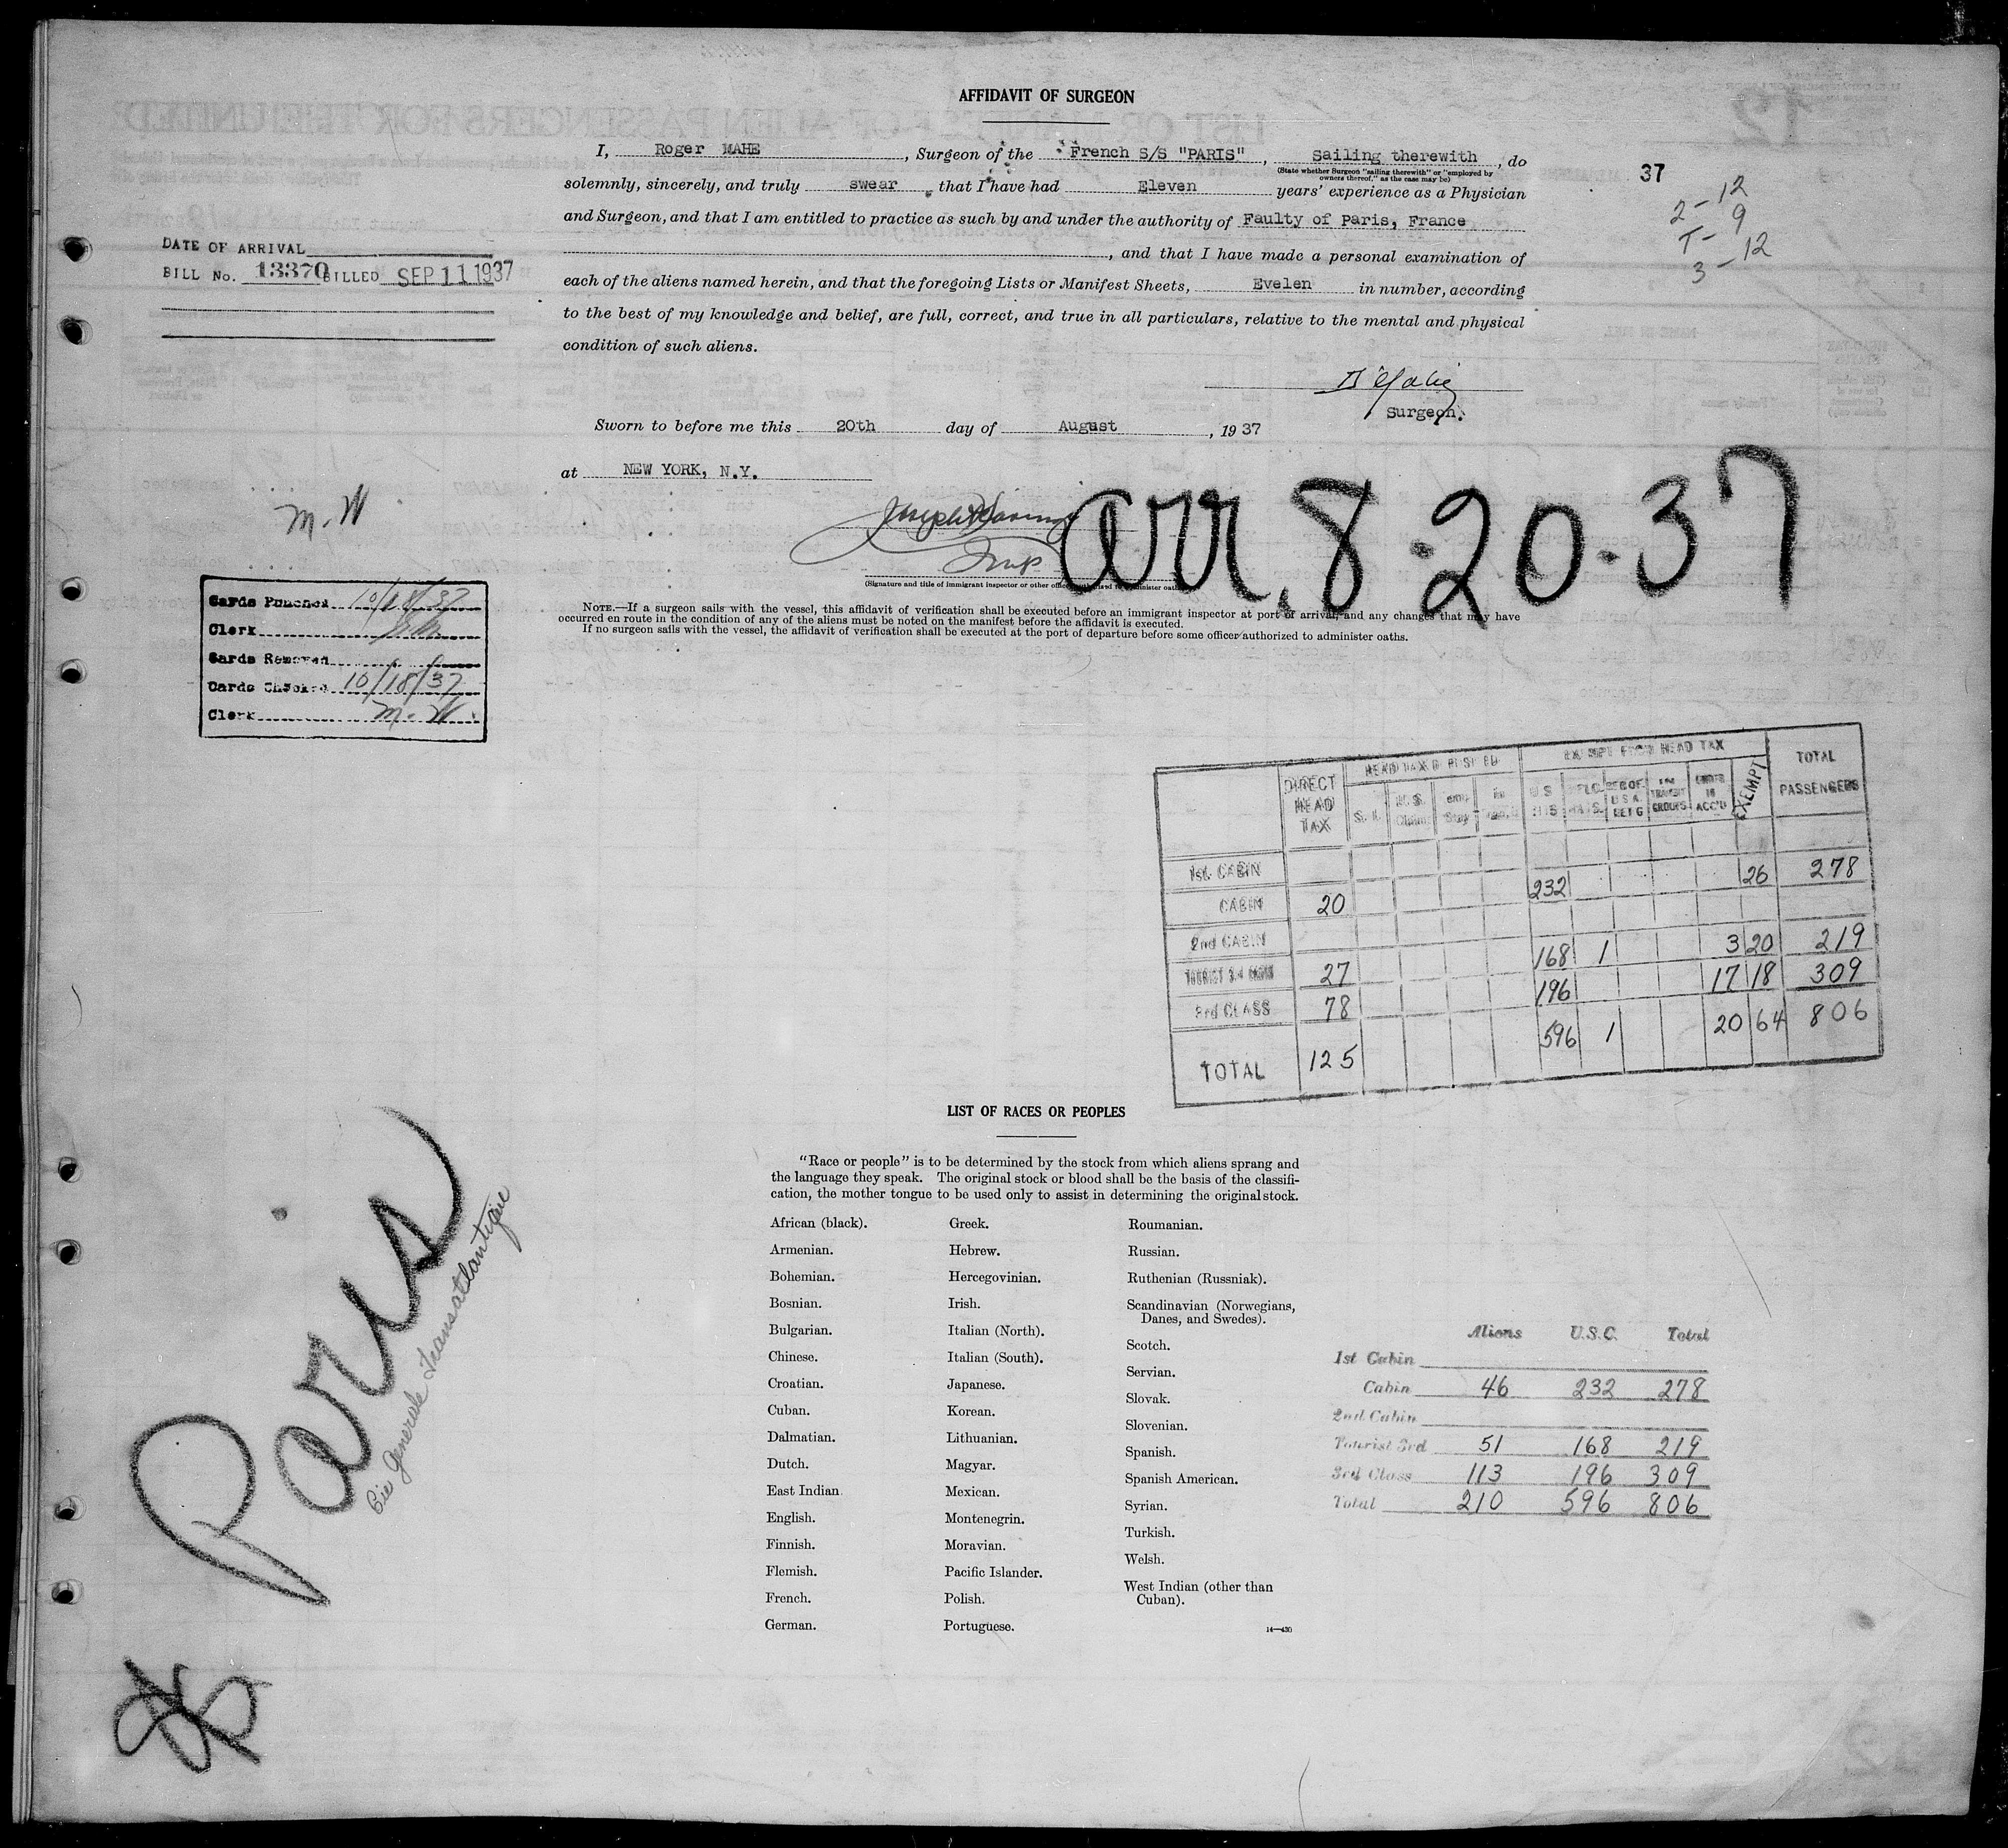 AFFIDAVIT OF SURGEON
I, Roger MAHE, Surgeon of the French S/S "PARIS", Sailing therewith, do
(State whether Surgeon "sailing therewith" or "employed by
owners thereof," as the case may be)
solemnly, sincerely, and truly swear that I have had Eleven years' experience as a Physician
and Surgeon, and that I am entitled to practice as such by and under the authority of Faulty of Paris, France
, and that I have made a personal examination of
each of the aliens named herein, and that the foregoing Lists or Manifest Sheets, Evelen in number, according
to the best of my knowledge and belief, are full, correct, and true in all particulars, relative to the mental and physical
condition of such aliens.
Surgeon.
Sworn to before me this 20th day of August, 1937
at NEW YORK, N.Y.
37
2 - 12
T - 9
3 - 12
DATE OF ARRIVAL
BILL No. 13370 BILLED SEP 11 1937
M. W
arr. 8-20-37
(Signature and title of immigrant inspector or other
NOTE.—If a surgeon sails with the vessel, this affidavit of verification shall be executed before an immigrant inspector at port of arrival, and any changes that may have
occurred en route in the condition of any of the aliens must be noted on the manifest before the affidavit is executed.
If no surgeon sails with the vessel, the affidavit of verification shall be executed at the port of departure before some officer authorized to administer oaths.
Cards Punched 10/18/37
Clerk
Cards Removed
Cards Checked 10/18/37
Clerk M. W.
DIRECT HEAD TAX
EXEMPT FROM HEAD TAX
EXEMPT
TOTAL PASSENGERS
1st CABIN
CABIN 20 232 26 278
2nd CABIN
TOURIST 27 168 1 3 20 219
3rd CLASS 78 196 17 18 309
TOTAL 125 596 1 20 64 806
LIST OF RACES OR PEOPLES
"Race or people" is to be determined by the stock from which aliens sprang and
the language they speak. The original stock or blood shall be the basis of the classifi-
cation, the mother tongue to be used only to assist in determining the original stock.
African (black).
Armenian.
Bohemian.
Bosnian.
Bulgarian.
Chinese.
Croatian.
Cuban.
Dalmatian.
Dutch.
East Indian
English.
Finnish.
Flemish.
French.
German.
Greek.
Hebrew.
Hercegovinian.
Irish.
Italian (North).
Italian (South).
Japanese.
Korean.
Lithuanian.
Magyar.
Mexican.
Montenegrin.
Moravian.
Pacific Islander.
Polish.
Portuguese.
Roumanian.
Russian.
Ruthenian (Russniak).
Scandinavian (Norwegians,
Danes, and Swedes).
Scotch.
Servian.
Slovak.
Slovenian.
Spanish.
Spanish American.
Syrian.
Turkish.
Welsh.
West Indian (other than
Cuban).
14—430
Aliens U.S.C. Total
1st Cabin
Cabin 46 232 278
2nd Cabin
Tourist 3rd 51 168 219
3rd Class 113 196 309
Total 210 596 806
Paris
Cie Generale Transatlantique